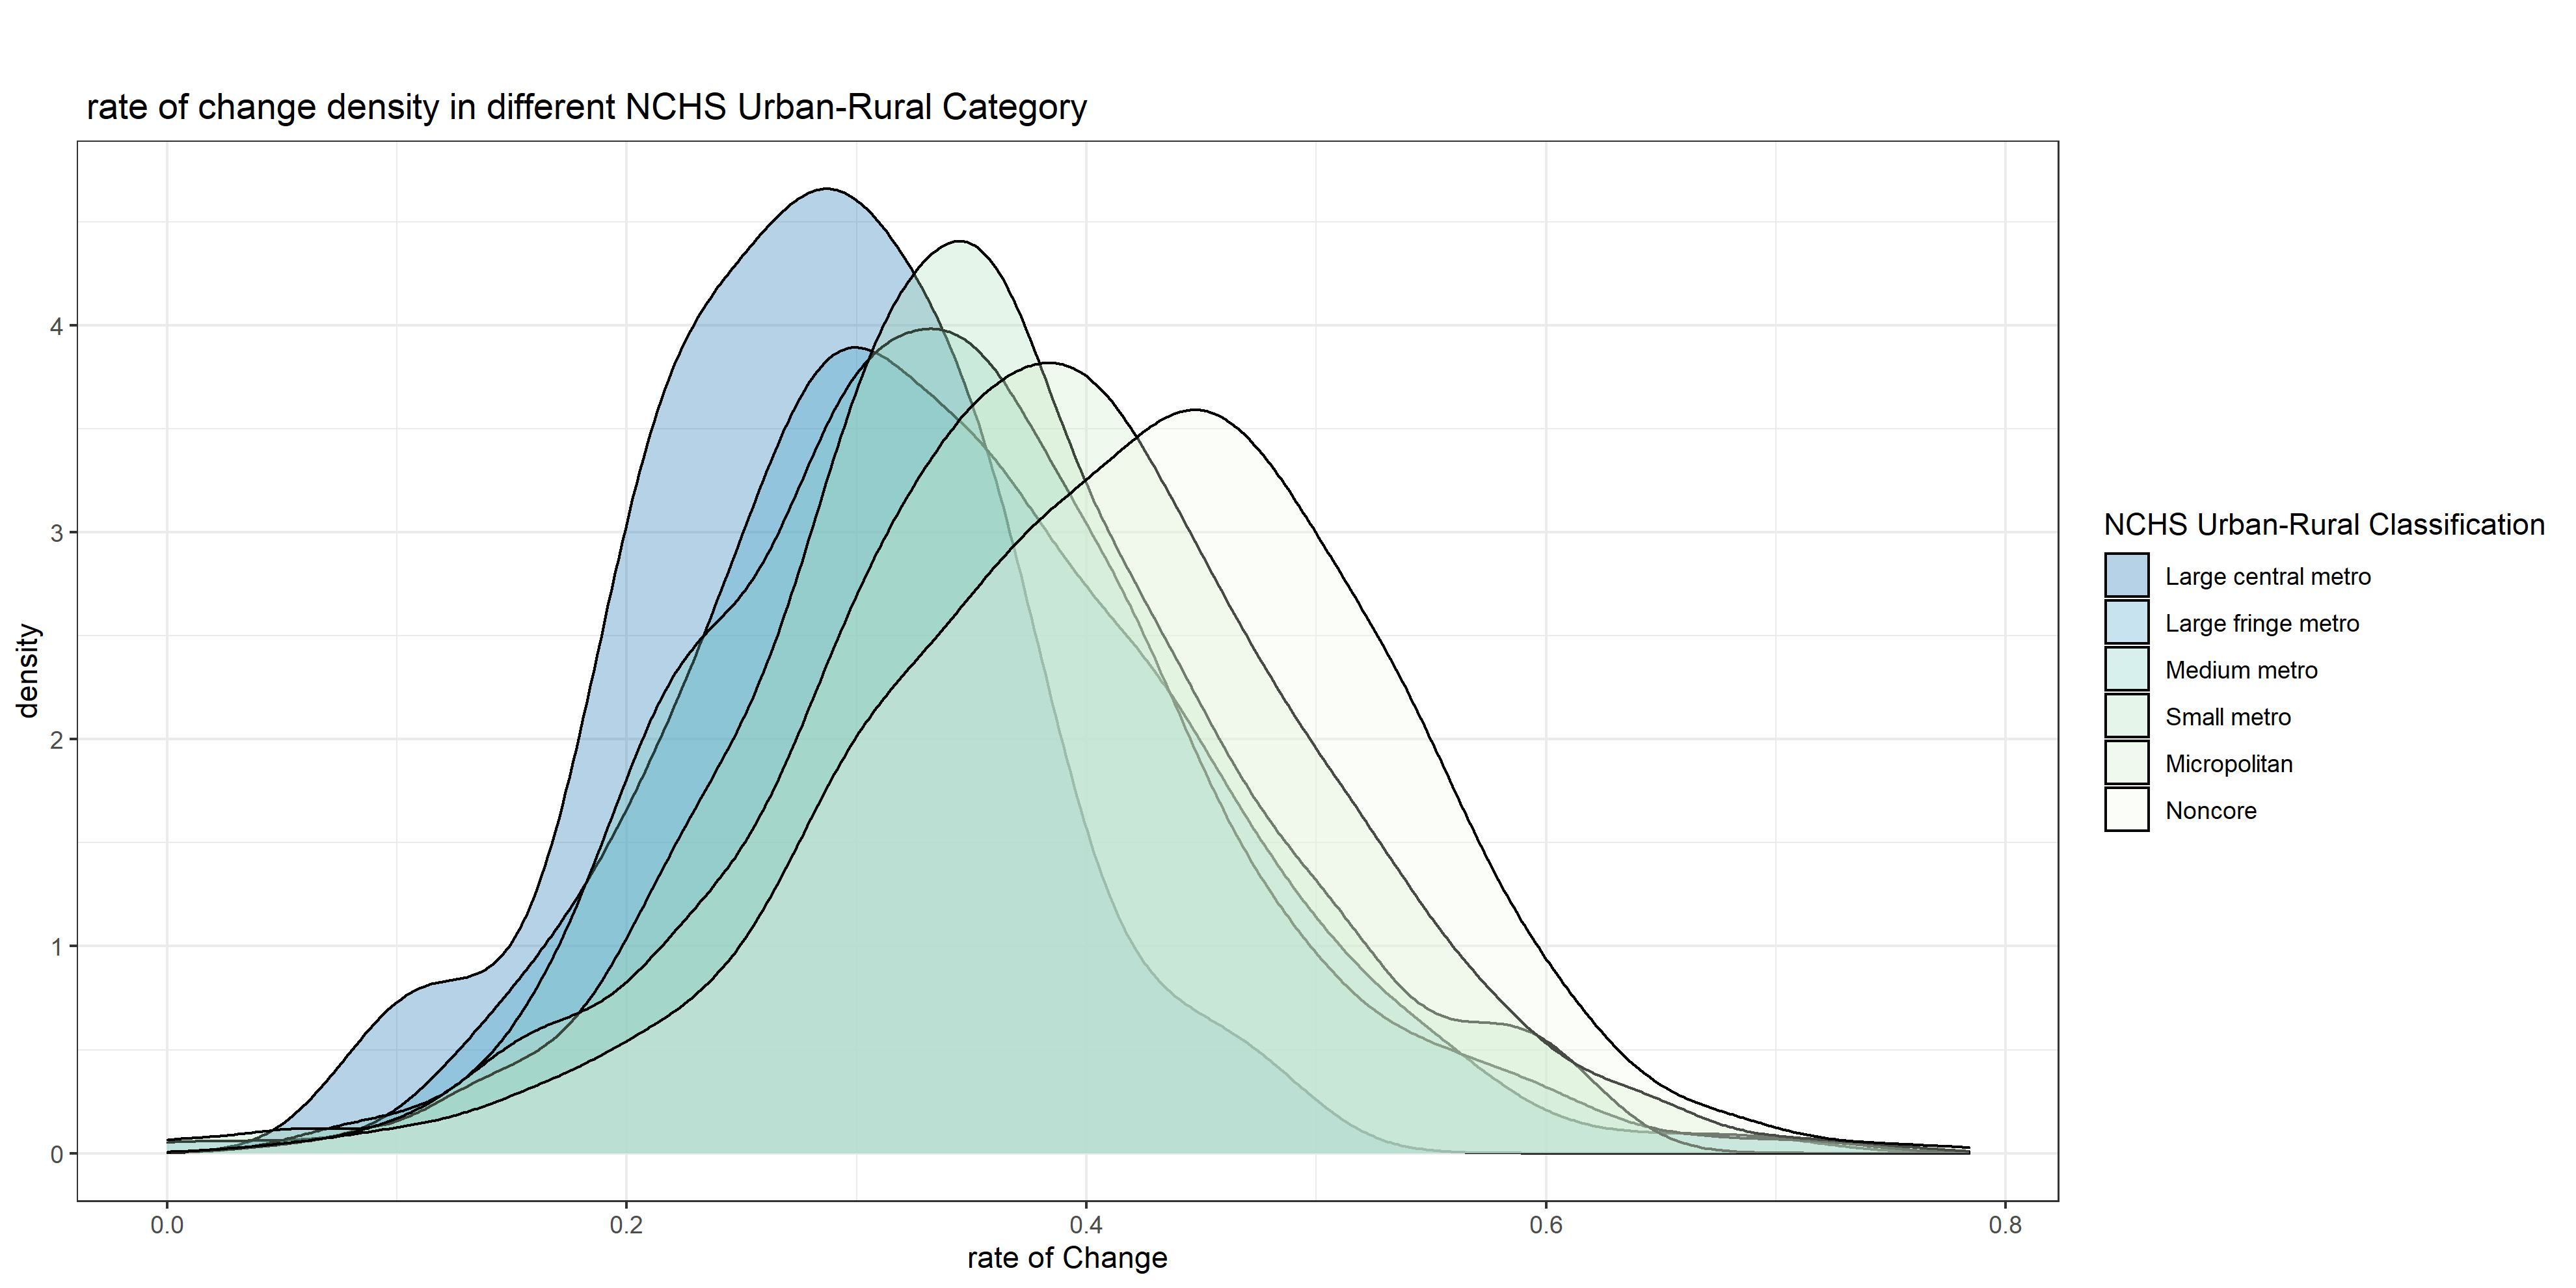 rate of change density in different NCHS Urban-Rural Category
density
4
3
2
1
0
0.0 0.2 0.4 0.6 0.8
rate of Change
NCHS Urban-Rural Classification
Large central metro
Large fringe metro
Medium metro
Small metro
Micropolitan
Noncore